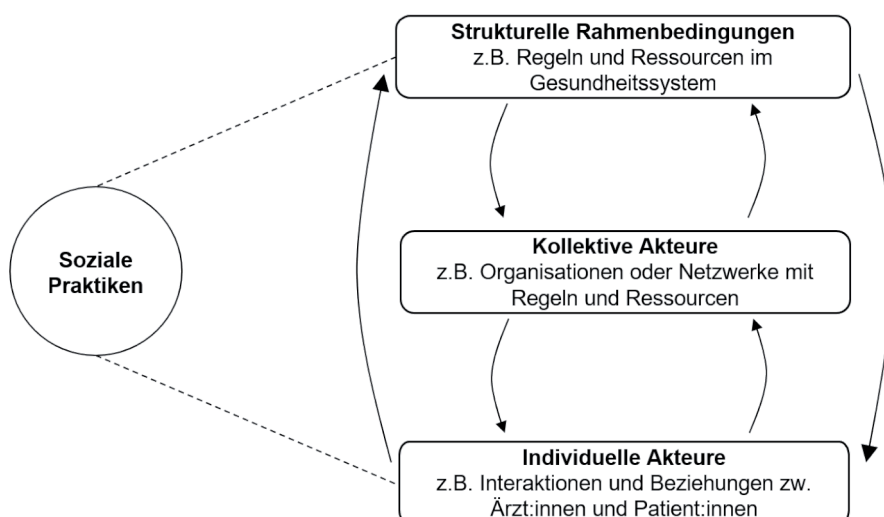 Strukturelle Rahmenbedingungen
z.B. Regeln und Ressourcen im
Gesundheitssystem
Soziale
Praktiken
Kollektive Akteure
z.B. Organisationen oder Netzwerke mit
Regeln und Ressourcen
Individuelle Akteure
z.B. Interaktionen und Beziehungen zw.
Ärzt:innen und Patient:innen